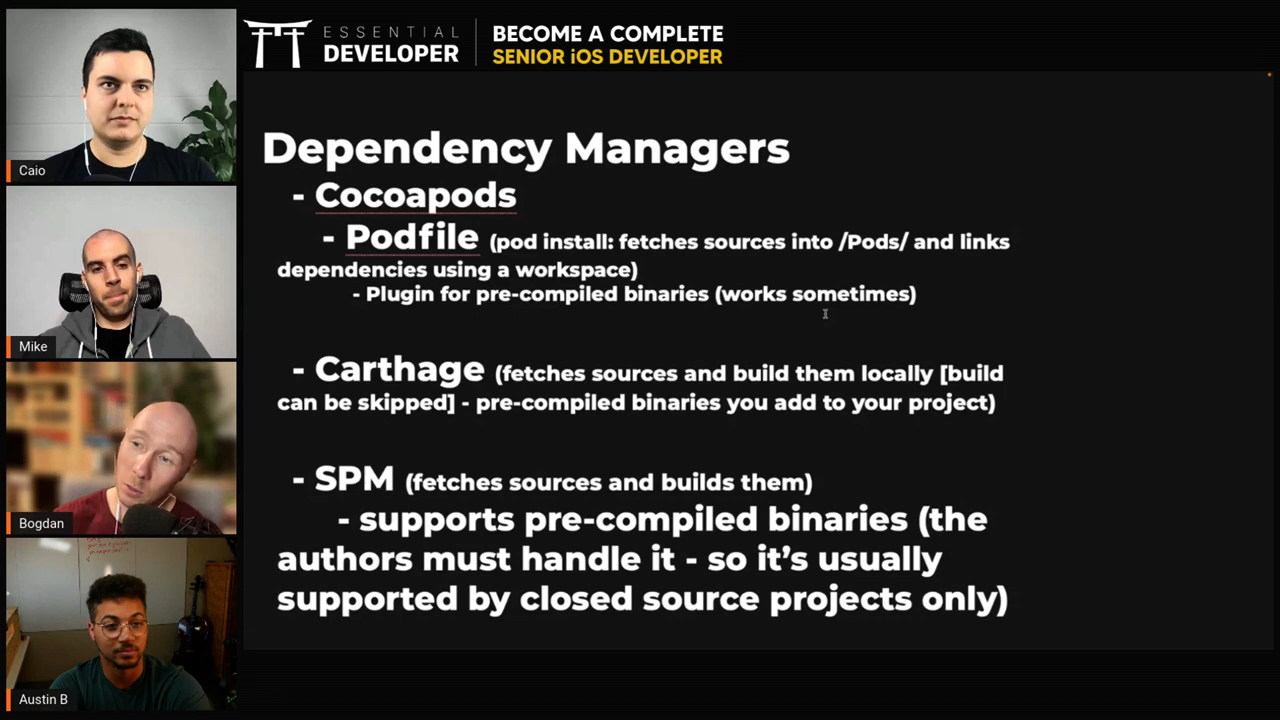 ESSENTIAL
DEVELOPER
BECOME A COMPLETE
SENIOR iOS DEVELOPER
Caio
Mike
Bogdan
Austin B
Dependency Managers
- Cocoapods
- Podfile (pod install: fetches sources into /Pods/ and links
dependencies using a workspace)
- Plugin for pre-compiled binaries (works sometimes)
- Carthage (fetches sources and build them locally [build
can be skipped] - pre-compiled binaries you add to your project)
- SPM (fetches sources and builds them)
- supports pre-compiled binaries (the
authors must handle it - so it’s usually
supported by closed source projects only)